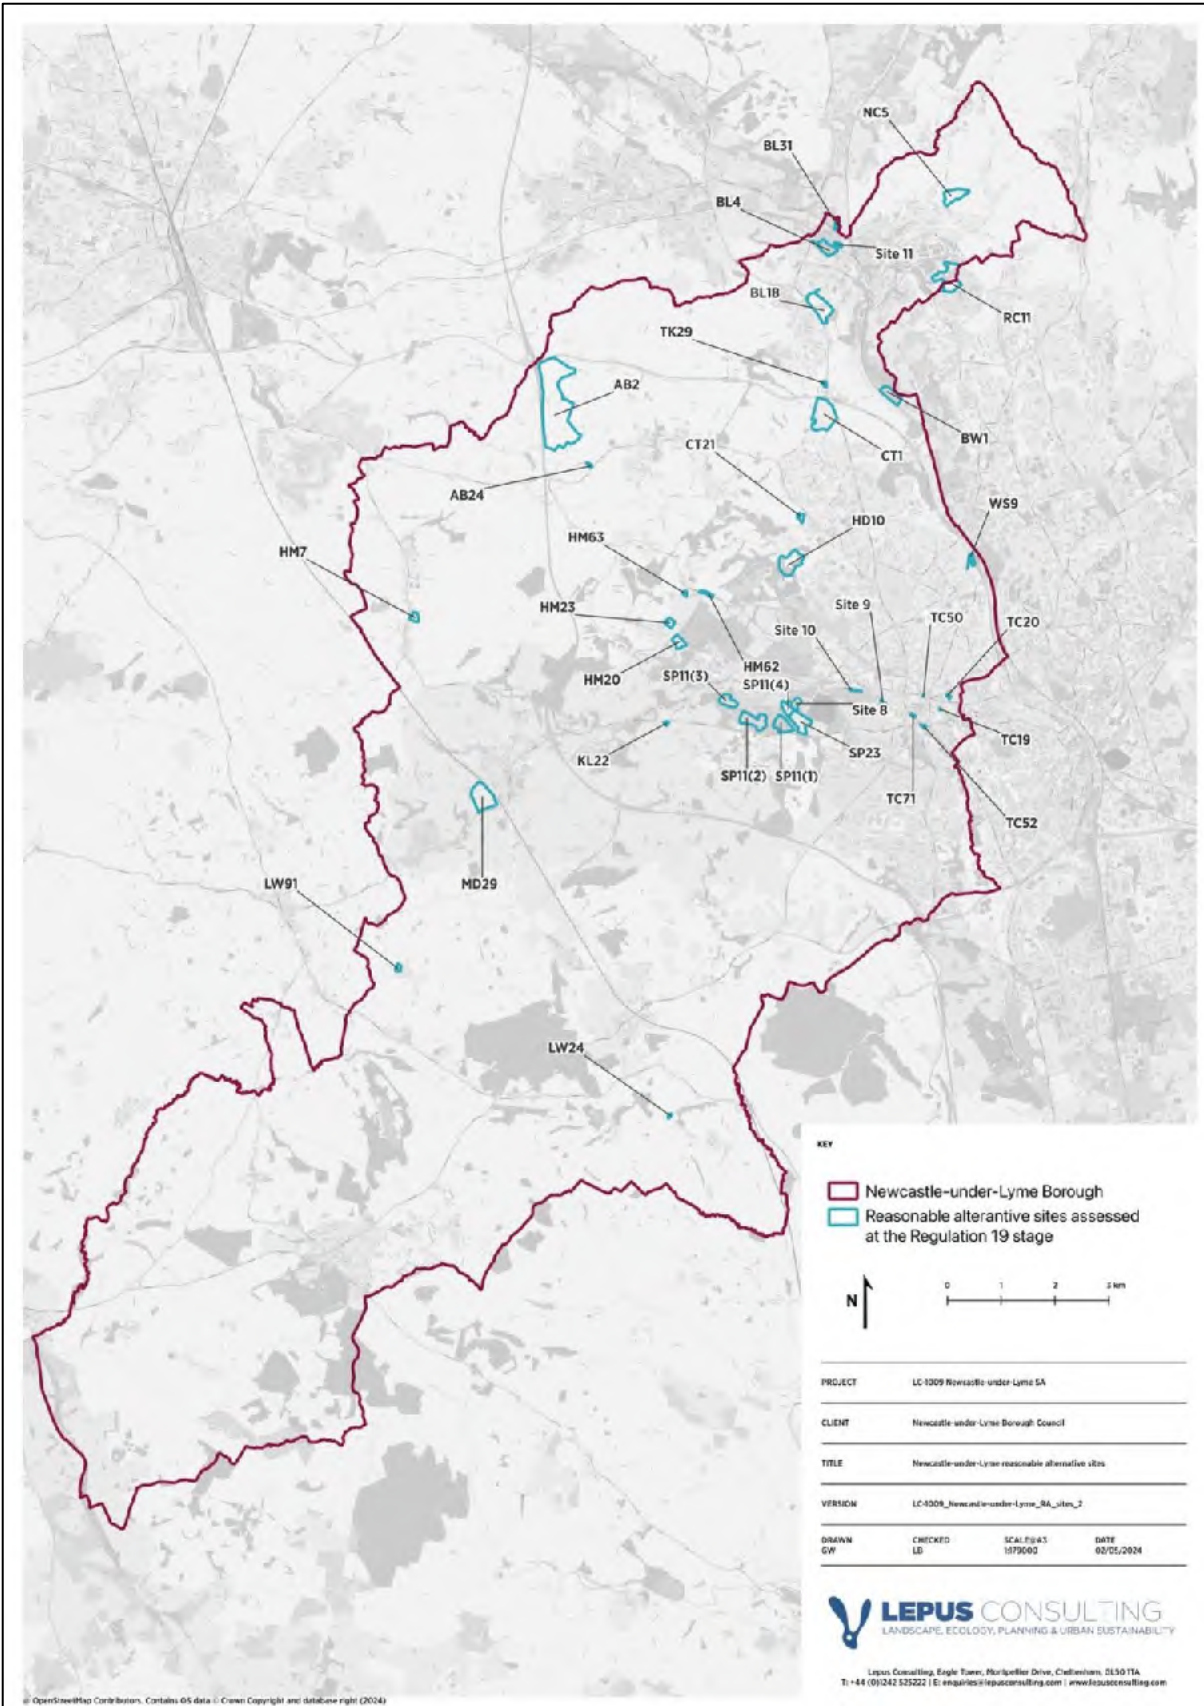 NC5
BL31
BL4
Site 11
BL18
RC11
TK29
AB2
BW1
CT21
CT1
AB24
WS9
HM63
HD10
HM7
Site 9
HM23
TC50
TC20
Site 10
HM62
HM20
SP11(3)
SP11(4)
Site 8
TC19
KL22
SP23
SP11(2)
SP11(1)
TC71
TC52
LW91
MD29
LW24
KEY
Newcastle-under-Lyme Borough
Reasonable alterantive sites assessed
at the Regulation 19 stage
N
0 1 2 3 km
PROJECT LC-1009 Newcastle-under-Lyme SA
CLIENT Newcastle-under-Lyme Borough Council
TITLE Newcastle-under-Lyme reasonable alternative sites
VERSION LC-1009_Newcastle-under-Lyme_RA_sites_2
DRAWN CHECKED SCALE@A3 DATE
GW LB 02/05/2024
LEPUS CONSULTING
LANDSCAPE, ECOLOGY, PLANNING & URBAN SUSTAINABILITY
Lepus Consulting, Eagle Tower, Montpellier Drive, Cheltenham, GL50 1TA
T: +44 (0)1242 525222 | E: enquiries@lepusconsulting.com | www.lepusconsulting.com
© OpenStreetMap Contributors. Contains OS data © Crown Copyright and database right (2024)